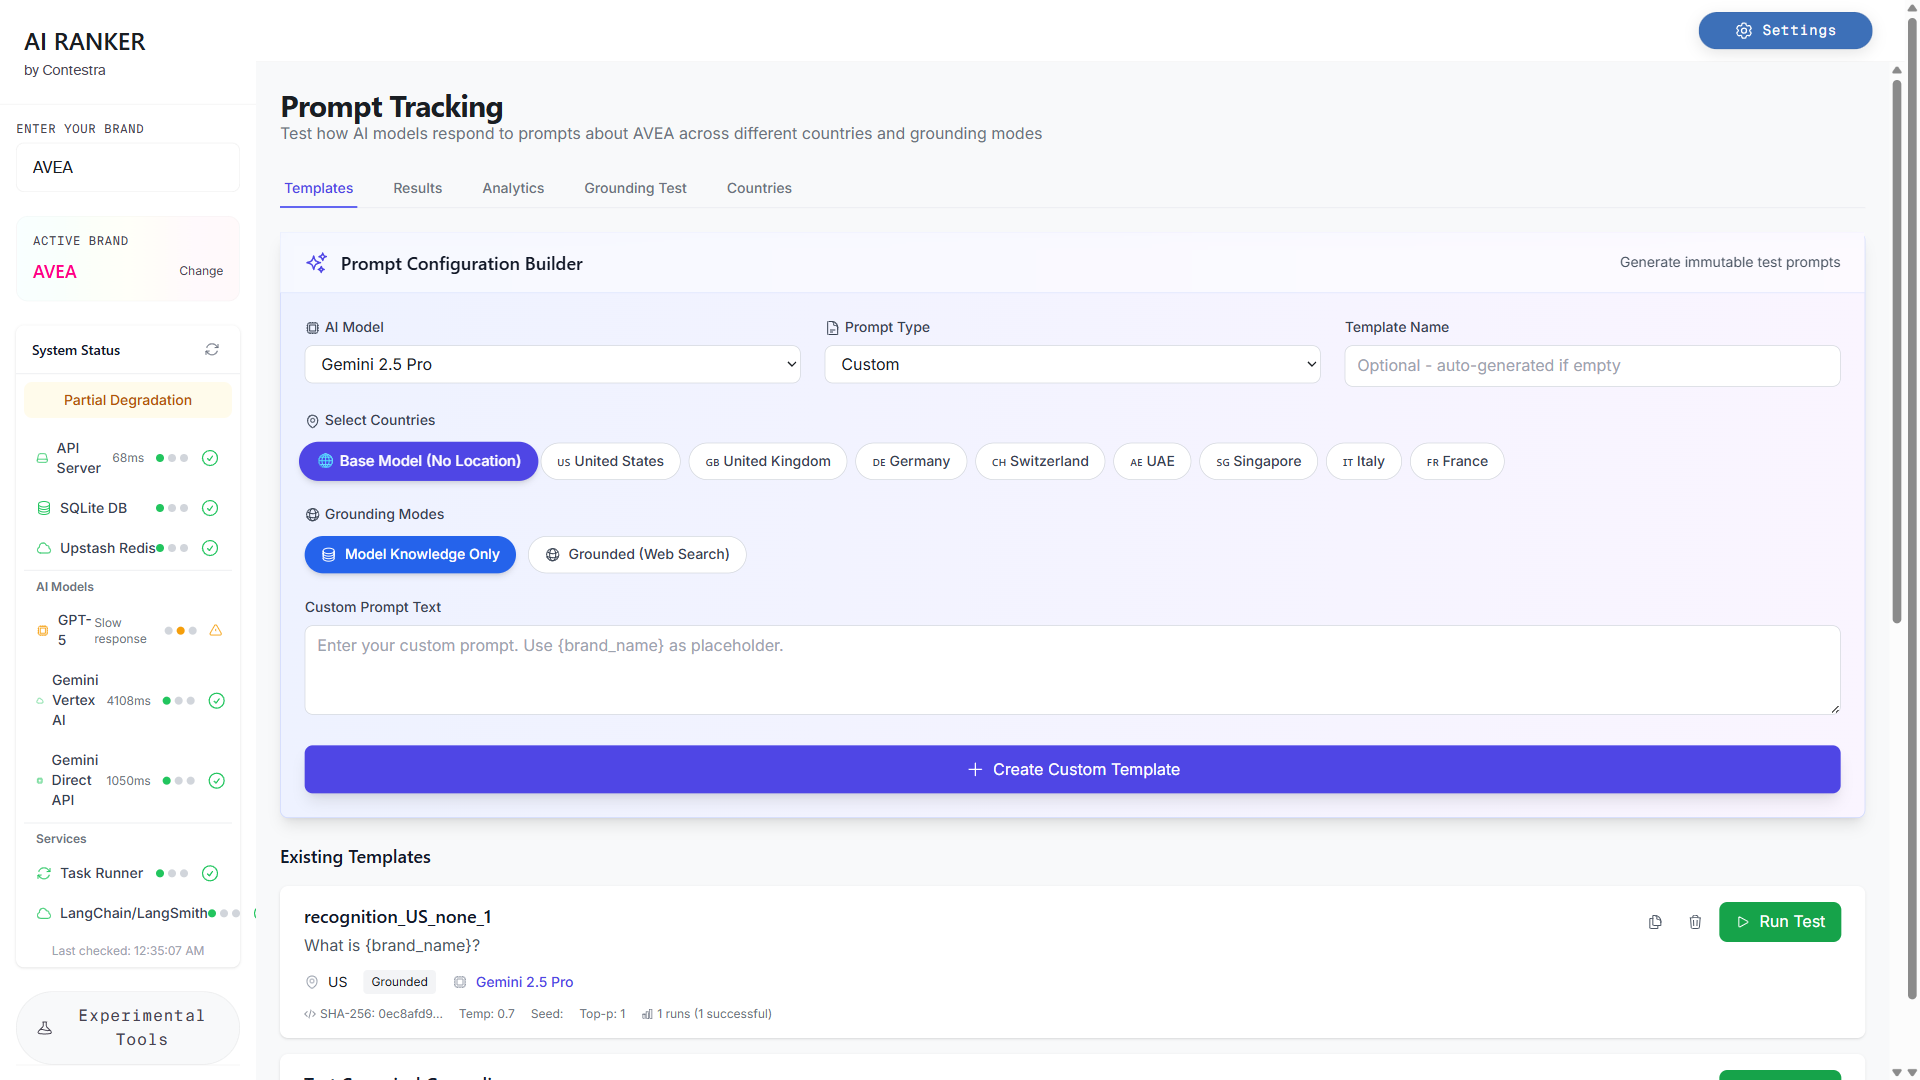 AI RANKER
by Contestra
Settings
ENTER YOUR BRAND
AVEA
ACTIVE BRAND
AVEA
Change
System Status
Partial Degradation
API
Server
68ms
SQLite DB
Upstash Redis
AI Models
GPT-
5
Slow
response
Gemini
Vertex
AI
4108ms
Gemini
Direct
API
1050ms
Services
Task Runner
LangChain/LangSmith
Last checked: 12:35:07 AM
Experimental
Tools
Prompt Tracking
Test how AI models respond to prompts about AVEA across different countries and grounding modes
Templates Results Analytics Grounding Test Countries
Prompt Configuration Builder
Generate immutable test prompts
AI Model
Gemini 2.5 Pro
Prompt Type
Custom
Template Name
Optional - auto-generated if empty
Select Countries
Base Model (No Location) US United States GB United Kingdom DE Germany CH Switzerland AE UAE SG Singapore IT Italy FR France
Grounding Modes
Model Knowledge Only Grounded (Web Search)
Custom Prompt Text
Enter your custom prompt. Use {brand_name} as placeholder.
Create Custom Template
Existing Templates
recognition_US_none_1
What is {brand_name}?
US Grounded Gemini 2.5 Pro
SHA-256: 0ec8afd9... Temp: 0.7 Seed: Top-p: 1 1 runs (1 successful)
Run Test